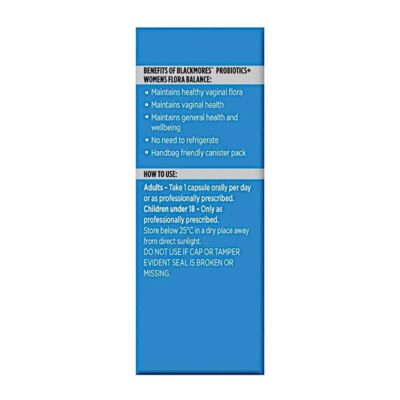 BENEFITS OF BLACKMORES® PROBIOTICS+
WOMENS FLORA BALANCE:
• Maintains healthy vaginal flora
• Maintains vaginal health
• Maintains general health and
wellbeing
• No need to refrigerate
• Handbag friendly canister pack
HOW TO USE:
Adults - Take 1 capsule orally per day
or as professionally prescribed.
Children under 18 - Only as
professionally prescribed.
Store below 25°C in a dry place away
from direct sunlight.
DO NOT USE IF CAP OR TAMPER
EVIDENT SEAL IS BROKEN OR
MISSING.